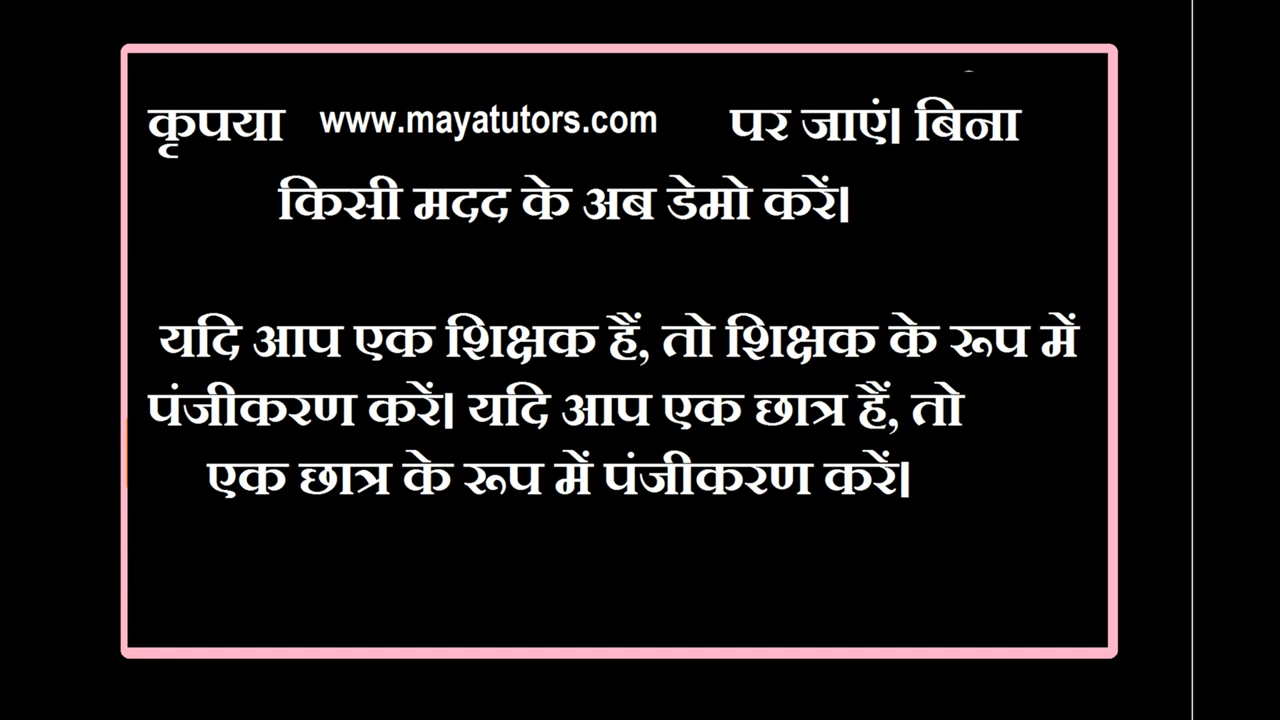 कृपया www.mayatutors.com पर जाएं। बिना
किसी मदद के अब डेमो करें।
यदि आप एक शिक्षक हैं, तो शिक्षक के रूप में
पंजीकरण करें। यदि आप एक छात्र हैं, तो
एक छात्र के रूप में पंजीकरण करें।